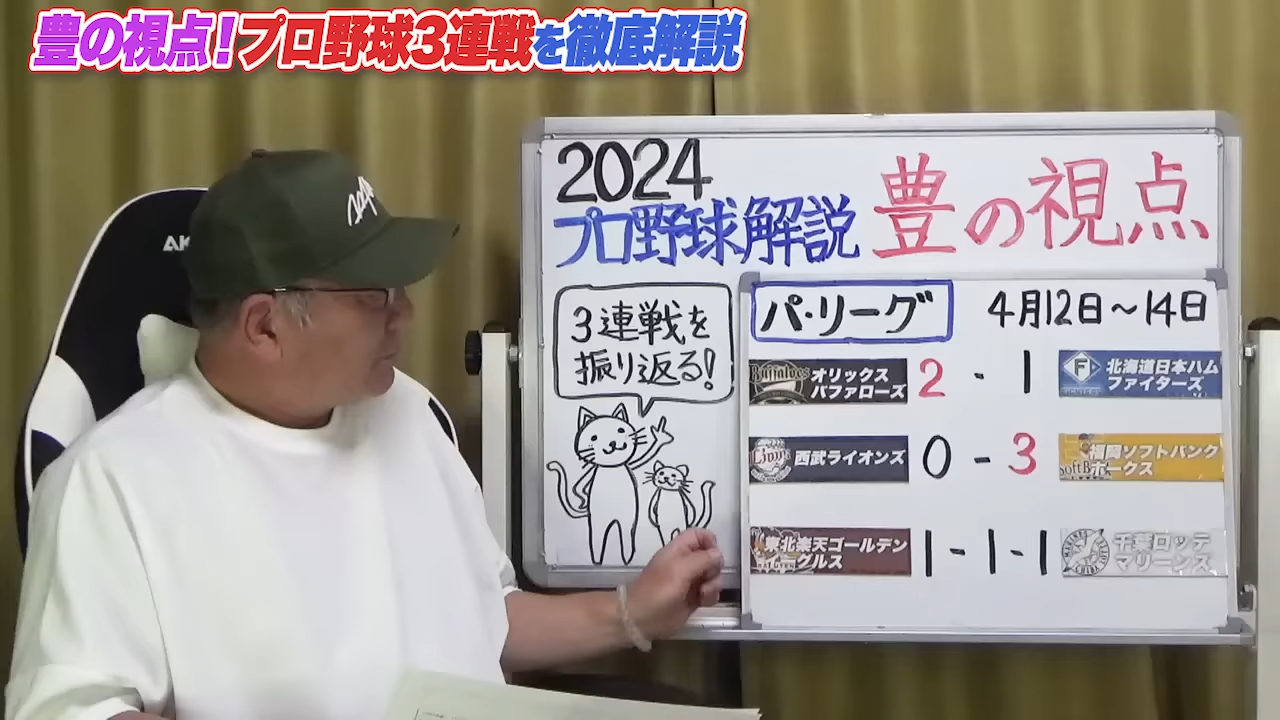 豊の視点!プロ野球3連戦を徹底解説
2024
プロ野球解説 豊の視点
3連戦を
振り返る!
パ・リーグ 4月12日〜14日
Buffaloes オリックス バファローズ 2 - 1 F 北海道日本ハム ファイターズ
Lions 西武ライオンズ 0 - 3 福岡ソフトバンク ホークス
東北楽天ゴールデン イーグルス 1 - 1 - 1 千葉ロッテ マリーンズ
AK